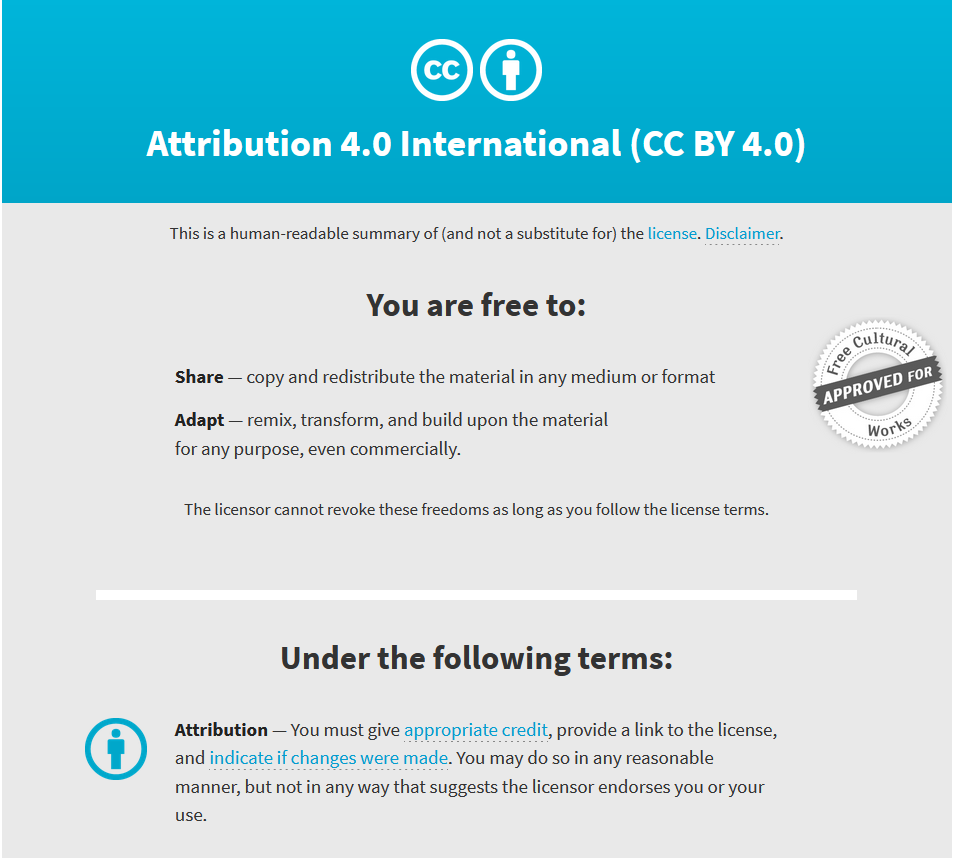 cc
Attribution 4.0 International (CC BY 4.0)
This is a human-readable summary of (and not a substitute for) the license. Disclaimer.
You are free to:
Share — copy and redistribute the material in any medium or format
Adapt — remix, transform, and build upon the material
for any purpose, even commercially.
Free Cultural
APPROVED FOR
Works
The licensor cannot revoke these freedoms as long as you follow the license terms.
Under the following terms:
Attribution — You must give appropriate credit, provide a link to the license,
and indicate if changes were made. You may do so in any reasonable
manner, but not in any way that suggests the licensor endorses you or your
use.